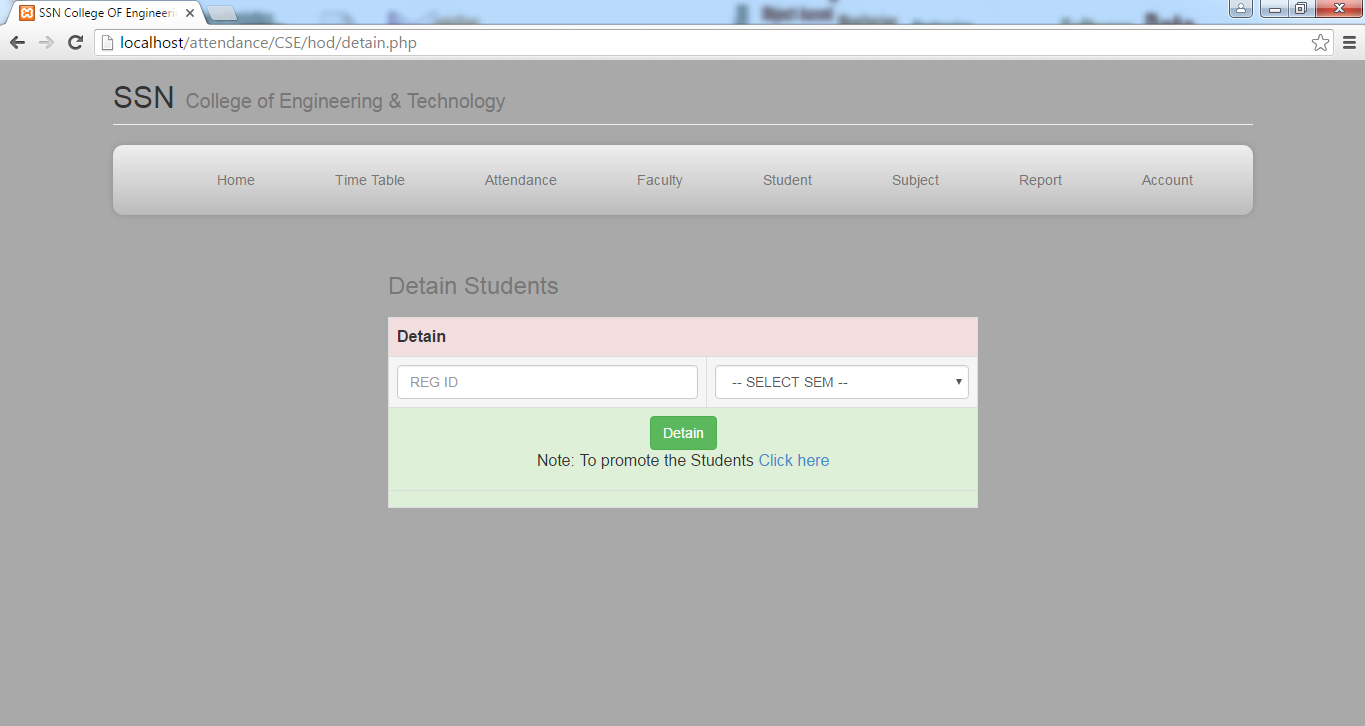 SSN College OF Engineeri
localhost/attendance/CSE/hod/detain.php
SSN College of Engineering & Technology
Home Time Table Attendance Faculty Student Subject Report Account
Detain Students
Detain
REG ID -- SELECT SEM --
Detain
Note: To promote the Students Click here